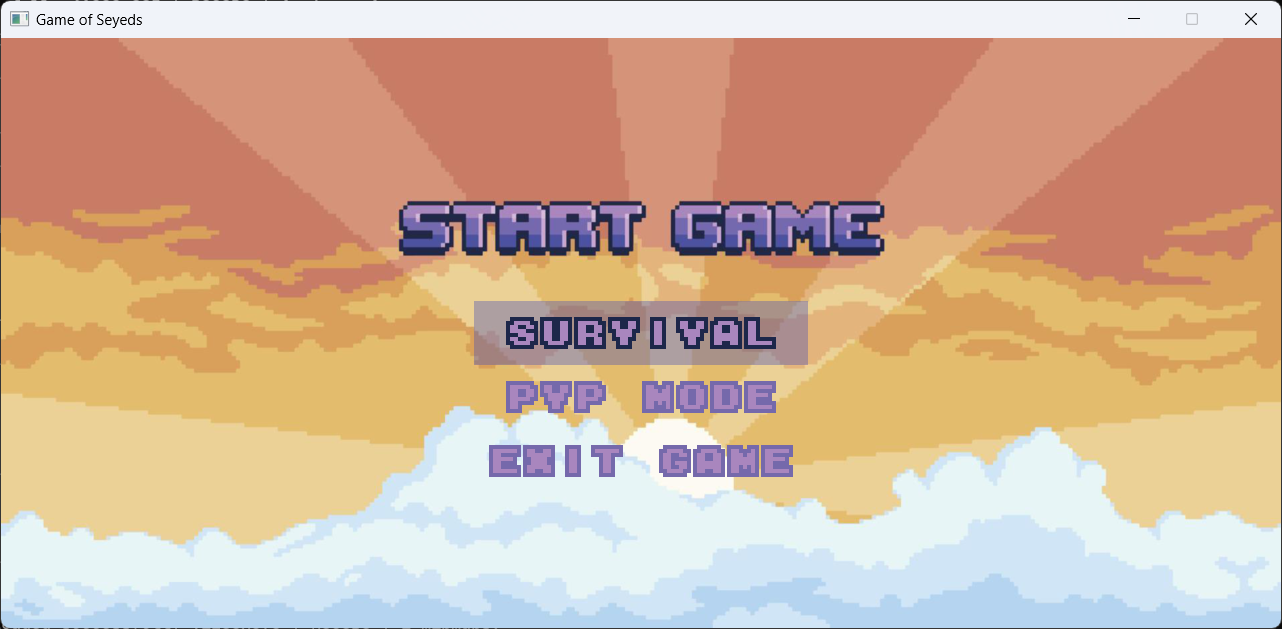 Game of Seyeds
START GAME
SURVIVAL
PVP MODE
EXIT GAME